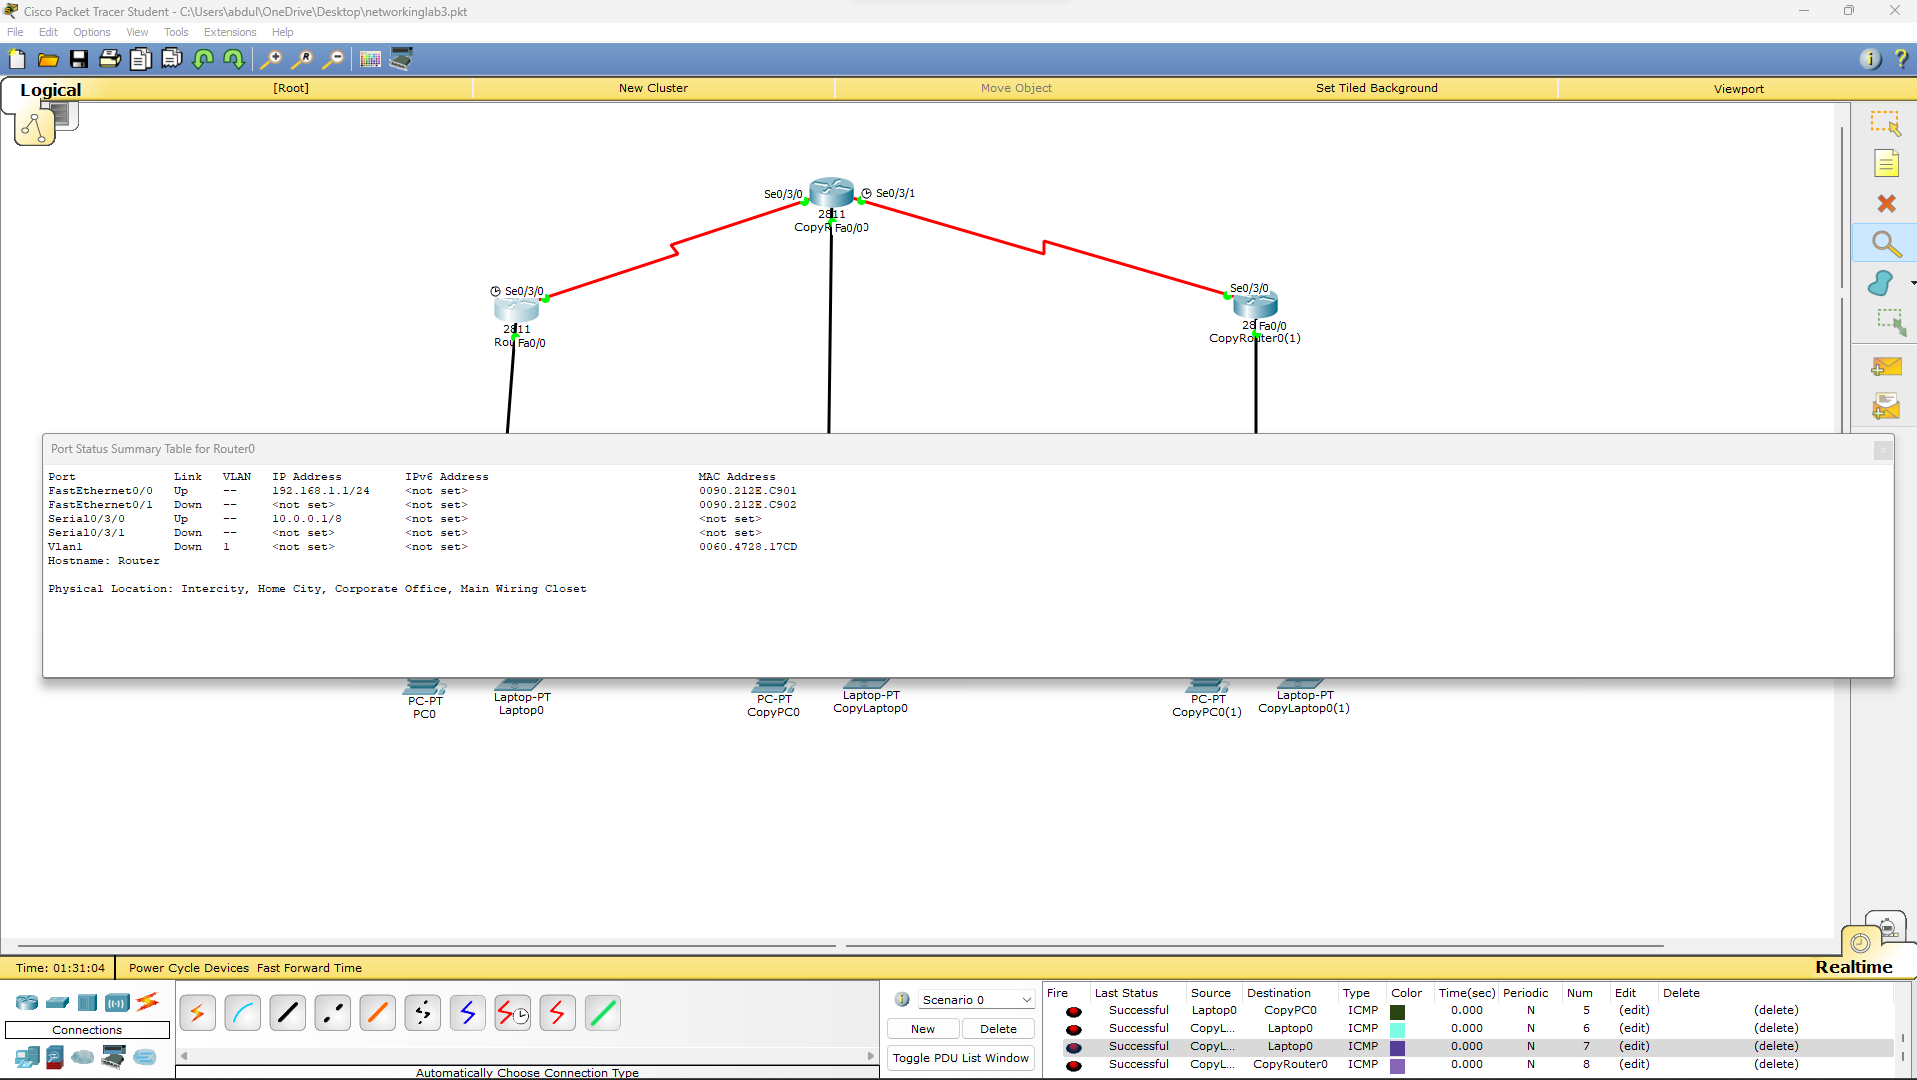 Cisco Packet Tracer Student - C:\Users\abdul\OneDrive\Desktop\networkinglab3.pkt
File Edit Options View Tools Extensions Help
Logical [Root] New Cluster Move Object Set Tiled Background Viewport
Se0/3/0 Se0/3/1
2811
CopyR Fa0/0
Se0/3/0
2811
Rou Fa0/0
Se0/3/0
28 Fa0/0
CopyRouter0(1)
Port Status Summary Table for Router0
Port Link VLAN IP Address IPv6 Address MAC Address
FastEthernet0/0 Up -- 192.168.1.1/24 <not set> 0090.212E.C901
FastEthernet0/1 Down -- <not set> <not set> 0090.212E.C902
Serial0/3/0 Up -- 10.0.0.1/8 <not set> <not set>
Serial0/3/1 Down -- <not set> <not set> <not set>
Vlan1 Down 1 <not set> <not set> 0060.4728.17CD
Hostname: Router
Physical Location: Intercity, Home City, Corporate Office, Main Wiring Closet
PC-PT
PC0
Laptop-PT
Laptop0
PC-PT
CopyPC0
Laptop-PT
CopyLaptop0
PC-PT
CopyPC0(1)
Laptop-PT
CopyLaptop0(1)
Time: 01:31:04 Power Cycle Devices Fast Forward Time
Realtime
Connections
Automatically Choose Connection Type
Scenario 0
New Delete
Toggle PDU List Window
Fire Last Status Source Destination Type Color Time(sec) Periodic Num Edit Delete
Successful Laptop0 CopyPC0 ICMP 0.000 N 5 (edit) (delete)
Successful CopyL... Laptop0 ICMP 0.000 N 6 (edit) (delete)
Successful CopyL... Laptop0 ICMP 0.000 N 7 (edit) (delete)
Successful CopyL... CopyRouter0 ICMP 0.000 N 8 (edit) (delete)